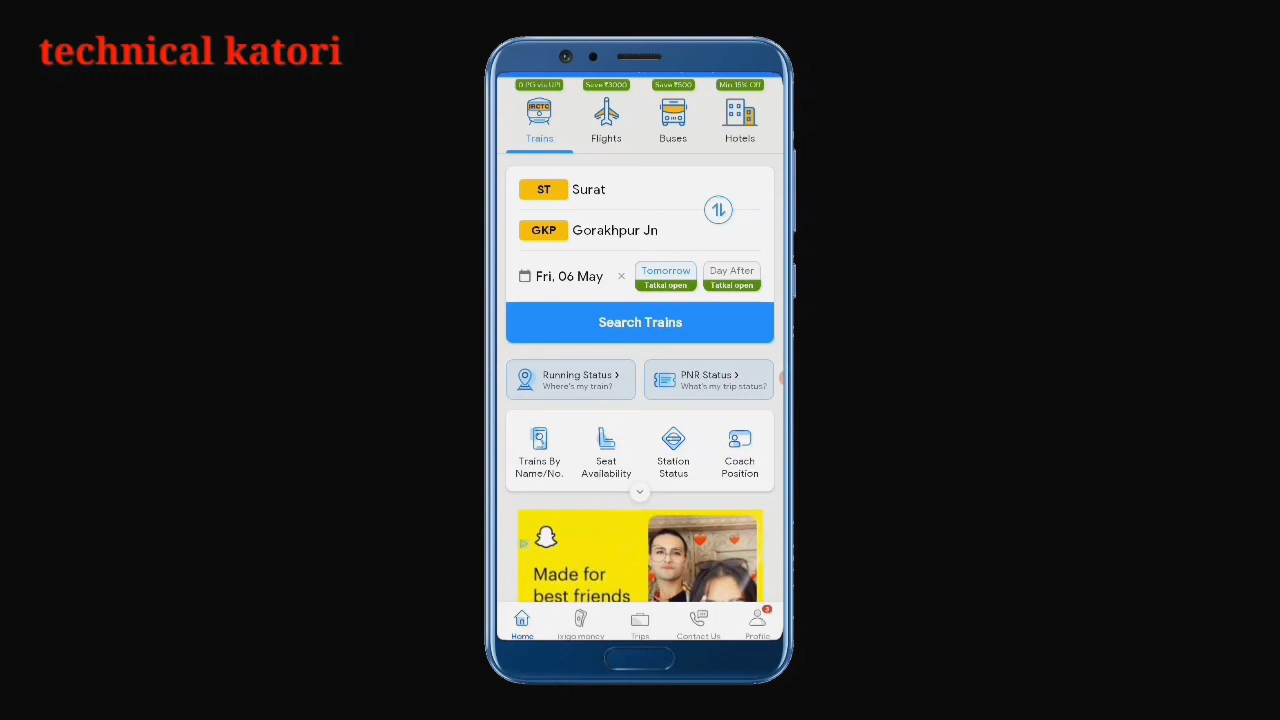 technical katori
0 PG via UPI Save ₹3000 Save ₹500 Min 15% Off
IRCTC
Trains Flights Buses Hotels
ST Surat
GKP Gorakhpur Jn
Fri, 06 May × Tomorrow Day After
Tatkal open Tatkal open
Search Trains
Running Status > PNR Status >
Where's my train? What's my trip status?
Trains By Seat Station Coach
Name/No. Availability Status Position
Made for
best friends
3
Home ixigo money Trips Contact Us Profile